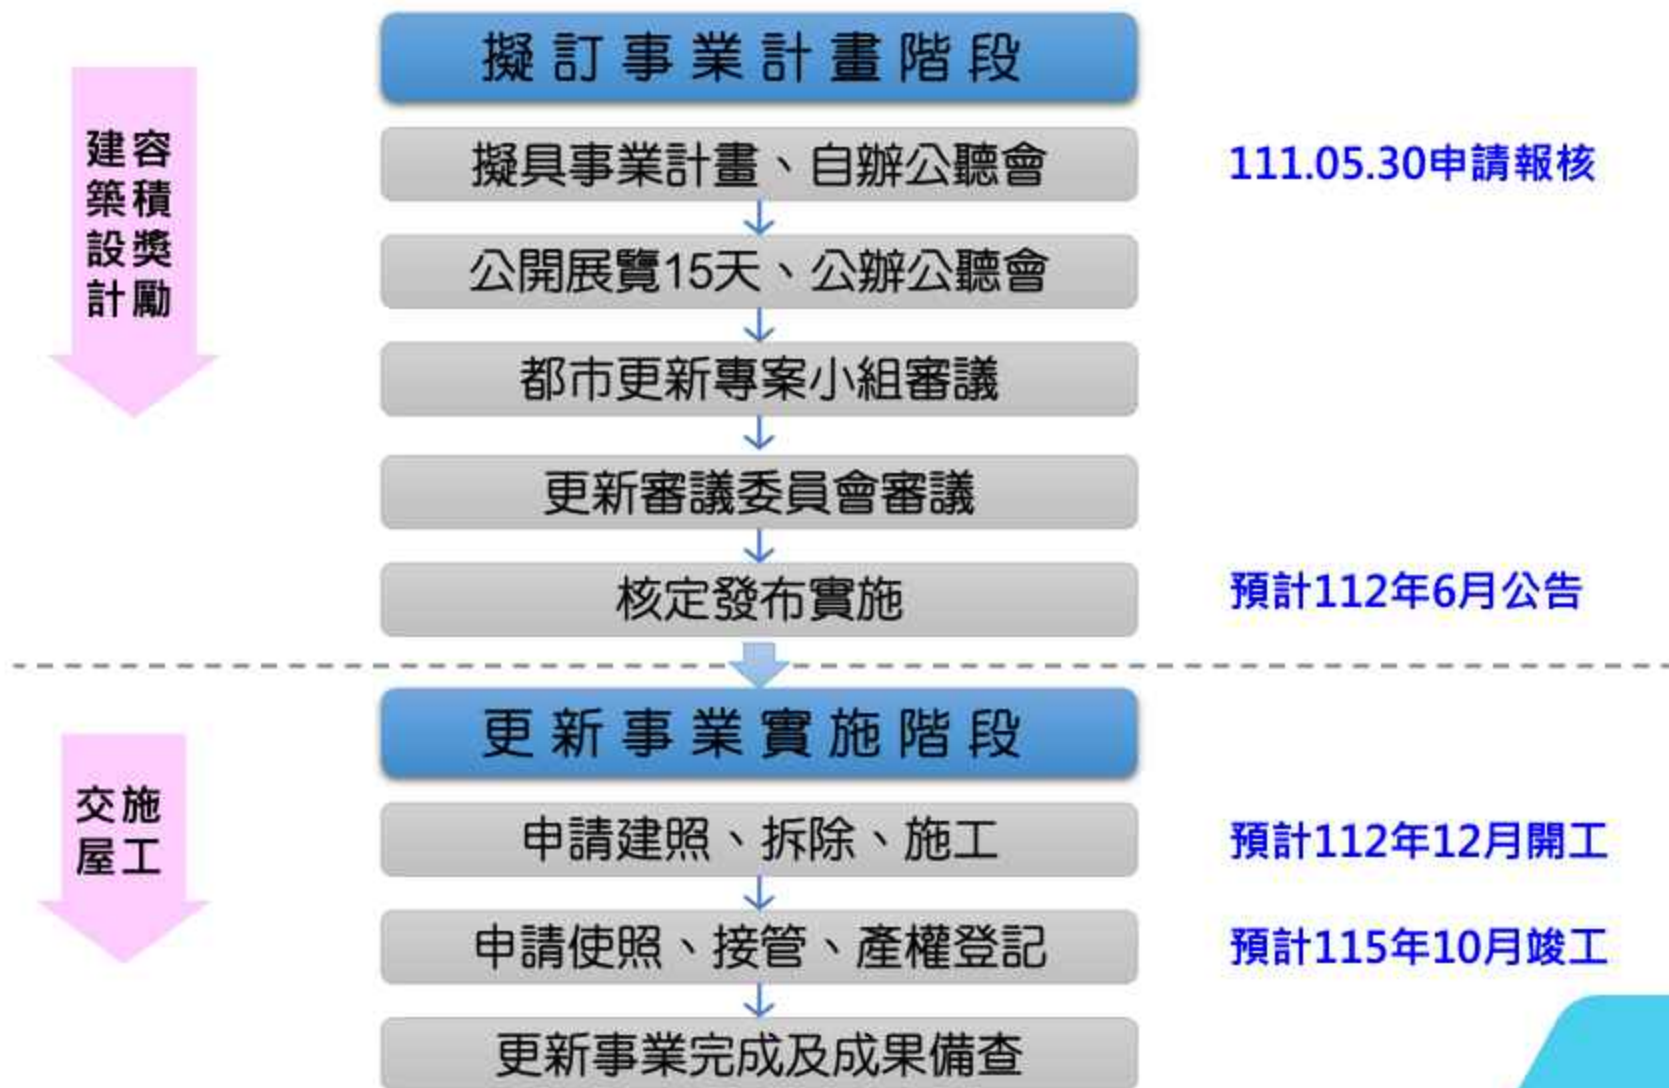 擬訂事業計畫階段
容積獎勵
建築設計
擬具事業計畫、自辦公聽會
111.05.30申請報核
公開展覽15天、公辦公聽會
都市更新專案小組審議
更新審議委員會審議
核定發布實施
預計112年6月公告
更新事業實施階段
施工
交屋
申請建照、拆除、施工
預計112年12月開工
申請使照、接管、產權登記
預計115年10月竣工
更新事業完成及成果備查